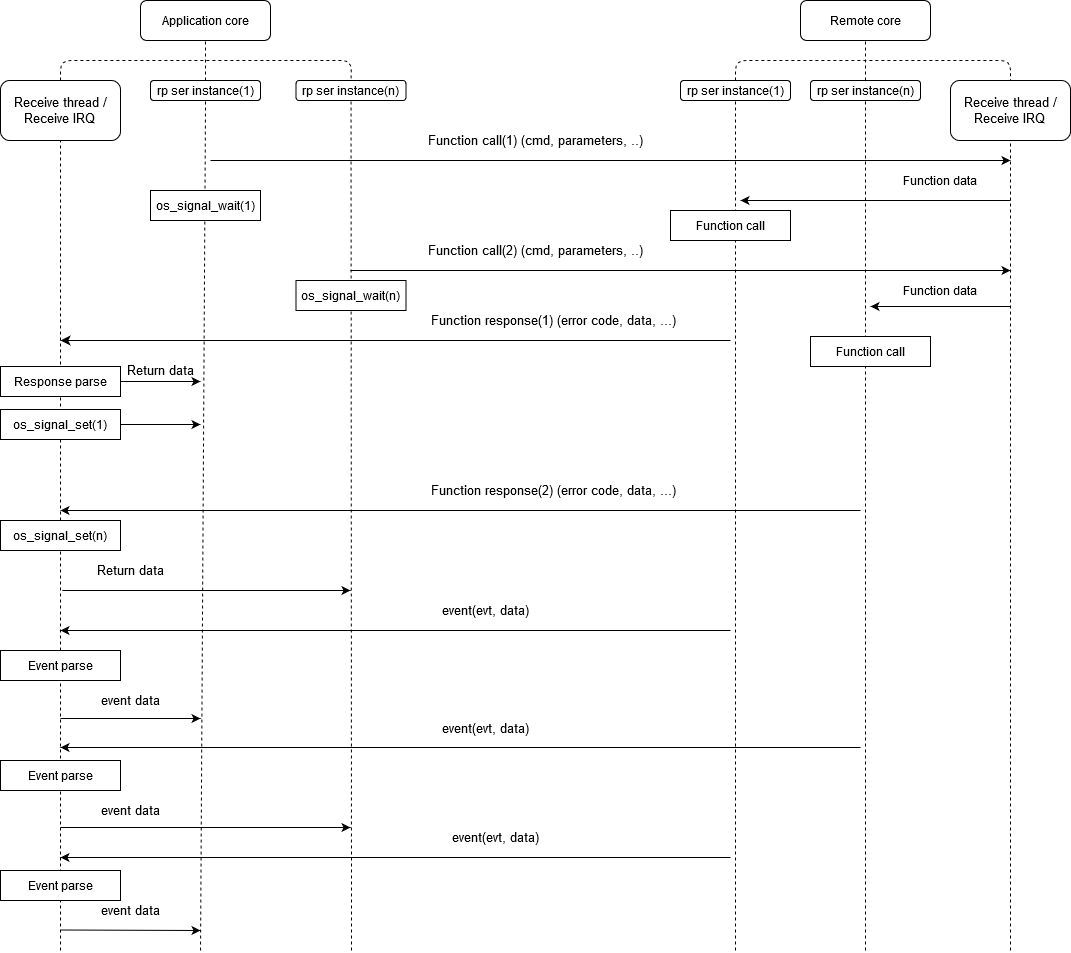 Application core
Remote core
Receive thread /
Receive IRQ
rp ser instance(1)
rp ser instance(n)
rp ser instance(1)
rp ser instance(n)
Receive thread /
Receive IRQ
Function call(1) (cmd, parameters, ..)
Function data
os_signal_wait(1)
Function call
Function call(2) (cmd, parameters, ..)
os_signal_wait(n)
Function data
Function response(1) (error code, data, ...)
Function call
Response parse
Return data
os_signal_set(1)
Function response(2) (error code, data, ...)
os_signal_set(n)
Return data
event(evt, data)
Event parse
event data
event(evt, data)
Event parse
event data
event(evt, data)
Event parse
event data